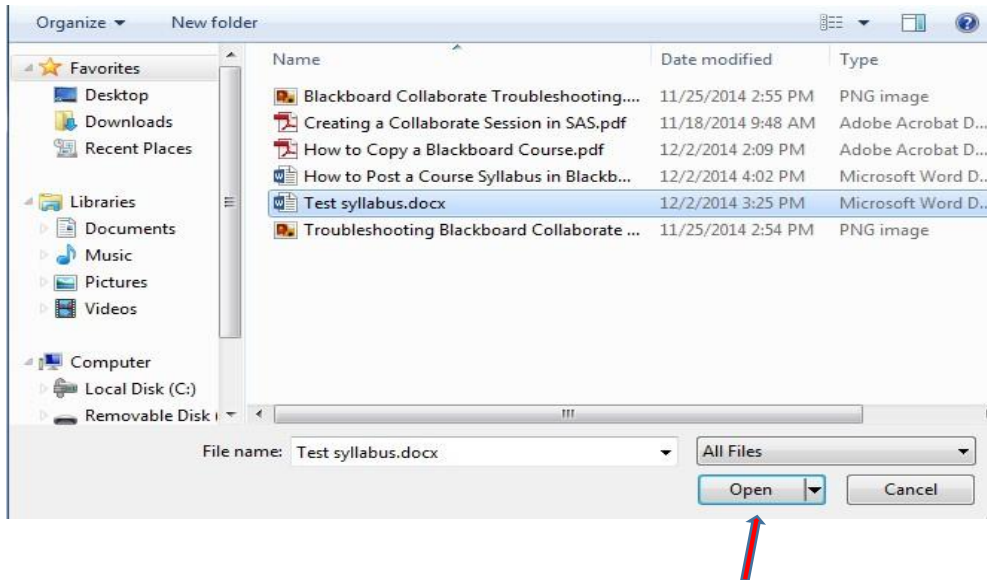 Organize New folder
Name Date modified Type
Favorites
Desktop
Downloads
Recent Places
Libraries
Documents
Music
Pictures
Videos
Computer
Local Disk (C:)
Removable Disk (
Blackboard Collaborate Troubleshooting.... 11/25/2014 2:55 PM PNG image
Creating a Collaborate Session in SAS.pdf 11/18/2014 9:48 AM Adobe Acrobat D...
How to Copy a Blackboard Course.pdf 12/2/2014 2:09 PM Adobe Acrobat D...
How to Post a Course Syllabus in Blackb... 12/2/2014 4:02 PM Microsoft Word D..
Test syllabus.docx 12/2/2014 3:25 PM Microsoft Word D..
Troubleshooting Blackboard Collaborate ... 11/25/2014 2:54 PM PNG image
File name: Test syllabus.docx All Files
Open Cancel